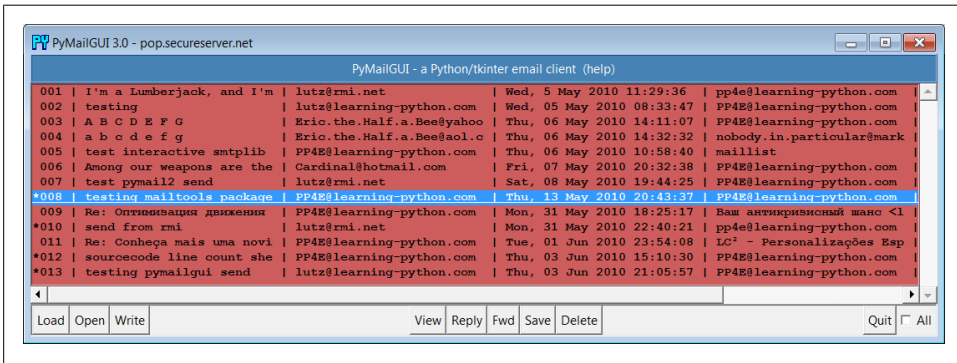 PY PyMailGUI 3.0 - pop.secureserver.net
PyMailGUI - a Python/tkinter email client (help)
001 | I'm a Lumberjack, and I'm | lutz@rmi.net | Wed, 5 May 2010 11:29:36 | pp4e@learning-python.com |
002 | testing | lutz@learning-python.com | Wed, 05 May 2010 08:33:47 | PP4E@learning-python.com |
003 | A B C D E F G | Eric.the.Half.a.Bee@yahoo | Thu, 06 May 2010 14:11:07 | PP4E@learning-python.com |
004 | a b c d e f g | Eric.the.Half.a.Bee@aol.c | Thu, 06 May 2010 14:32:32 | nobody.in.particular@mark |
005 | test interactive smtplib | PP4E@learning-python.com | Thu, 06 May 2010 10:58:40 | maillist |
006 | Among our weapons are the | Cardinal@hotmail.com | Fri, 07 May 2010 20:32:38 | PP4E@learning-python.com |
007 | test pymail2 send | lutz@rmi.net | Sat, 08 May 2010 19:44:25 | PP4E@learning-python.com |
*008 | testing mailtools package | PP4E@learning-python.com | Thu, 13 May 2010 20:43:37 | PP4E@learning-python.com |
009 | Re: Оптимивация движения | PP4E@learning-python.com | Mon, 31 May 2010 18:25:17 | Ваш антикривисный шанс <l |
*010 | send from rmi | lutz@rmi.net | Mon, 31 May 2010 22:40:21 | pp4e@learning-python.com |
011 | Re: Conheça mais uma novi | PP4E@learning-python.com | Tue, 01 Jun 2010 23:54:08 | LC² - Personalizações Esp |
*012 | sourcecode line count she | PP4E@learning-python.com | Thu, 03 Jun 2010 15:10:30 | PP4E@learning-python.com |
*013 | testing pymailgui send | lutz@learning-python.com | Thu, 03 Jun 2010 21:05:57 | PP4E@learning-python.com |
Load Open Write View Reply Fwd Save Delete Quit All